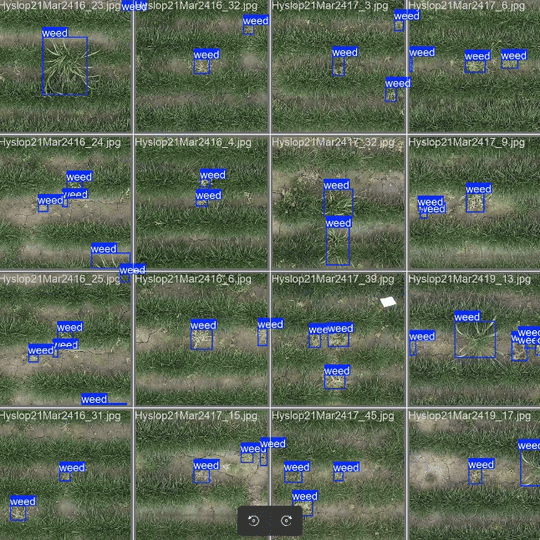 Hyslop21Mar2416_23.jpg
weed
weed
Hyslop21Mar2416_32.jpg
weed
weed
Hyslop21Mar2417_3.jpg
weed
weed
weed
Hyslop21Mar2417_6.jpg
weed
weed
weed
Hyslop21Mar2416_24.jpg
weed
weed
weed
weed
weed
Hyslop21Mar2416_4.jpg
weed
weed
Hyslop21Mar2417_32.jpg
weed
weed
Hyslop21Mar2417_9.jpg
weed
weed
weed
Hyslop21Mar2416_25.jpg
weed
weed
weed
weed
Hyslop21Mar2416_6.jpg
weed
weed
Hyslop21Mar2417_39.jpg
weed
weed
weed
Hyslop21Mar2419_13.jpg
weed
weed
weed
weed
Hyslop21Mar2416_31.jpg
weed
weed
Hyslop21Mar2417_15.jpg
weed
weed
weed
Hyslop21Mar2417_45.jpg
weed
weed
weed
Hyslop21Mar2419_17.jpg
weed
weed